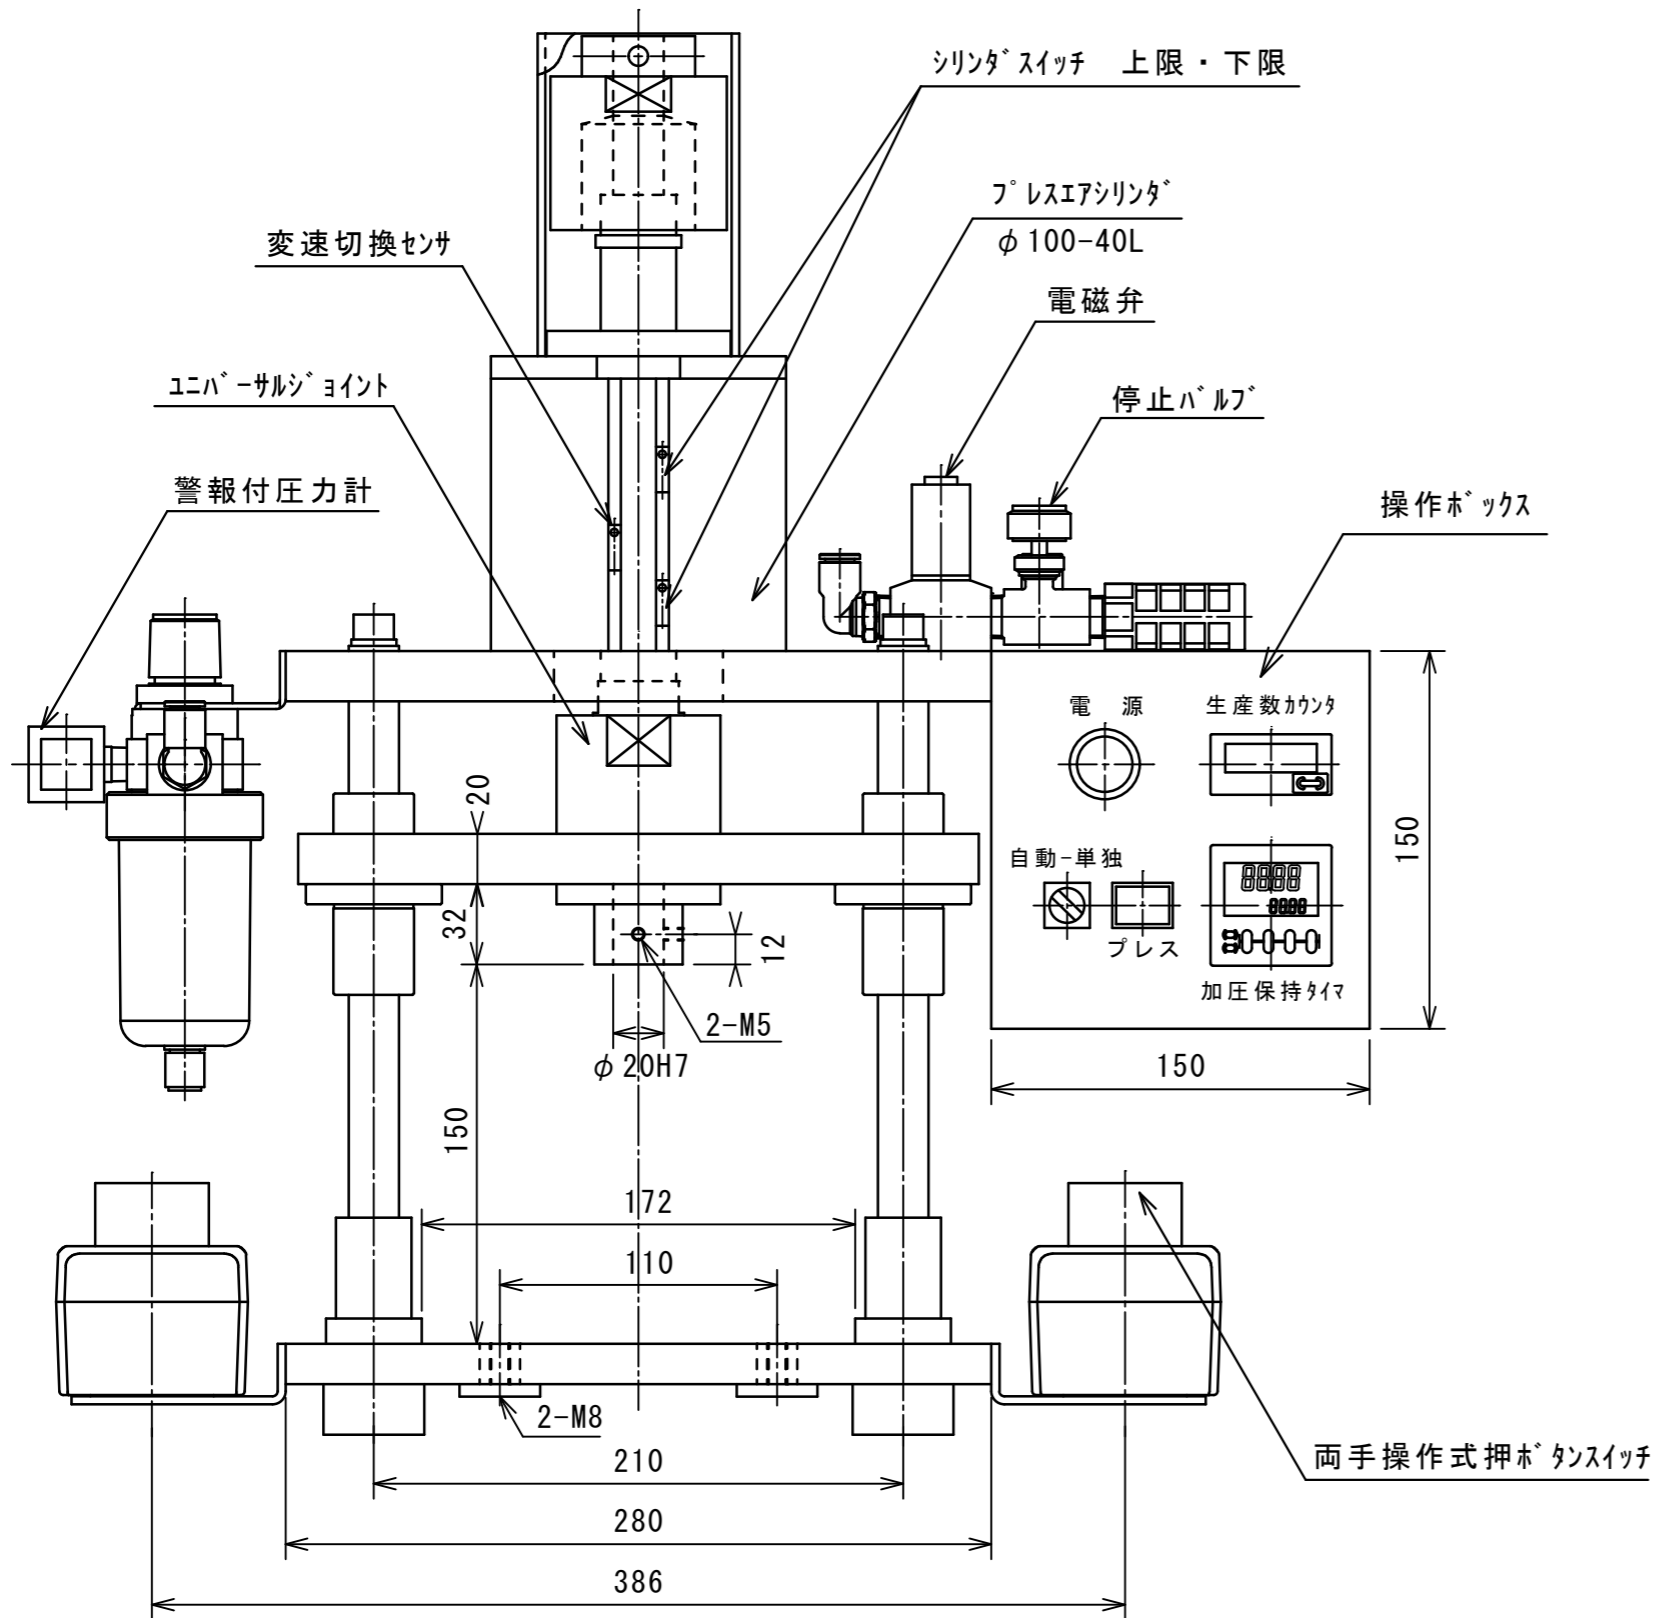 ｼﾘﾝﾀﾞｽｲｯﾁ　上限・下限
ﾌﾟﾚｽｴｱｼﾘﾝﾀﾞ
φ100-40L
変速切換ｾﾝｻ
電磁弁
ﾕﾆﾊﾞｰｻﾙｼﾞｮｲﾝﾄ
停止ﾊﾞﾙﾌﾞ
警報付圧力計
操作ﾎﾞｯｸｽ
電　源
生産数ｶｳﾝﾀ
20
150
自動-単独
8888
8888
32
12
プレス
加圧保持ﾀｲﾏ
2-M5
φ20H7
150
150
172
110
2-M8
210
両手操作式押ﾎﾞﾀﾝｽｲｯﾁ
280
386